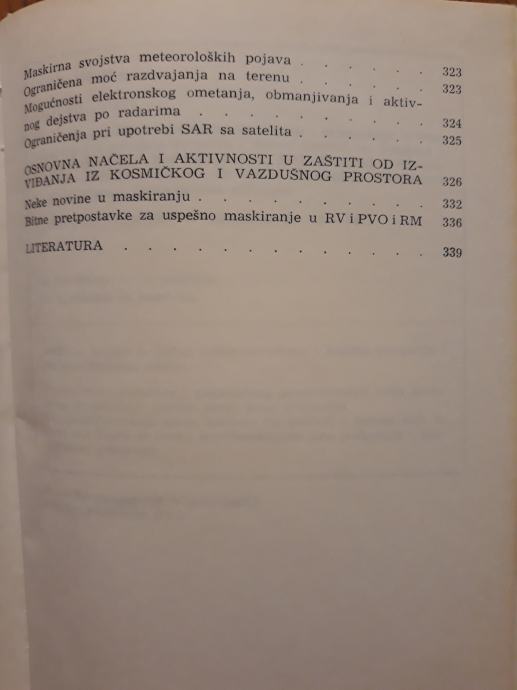 Maskirna svojstva meteoroloških pojava . . . . . . 323
Ograničena moć razdvajanja na terenu . . . . . . 323
Mogućnosti elektronskog ometanja, obmanjivanja i aktiv-
nog dejstva po radarima . . . . . . . . . . 324
Ograničenja pri upotrebi SAR sa satelita . . . . . . 325
OSNOVNA NAČELA I AKTIVNOSTI U ZAŠTITI OD IZ-
VIĐANJA IZ KOSMIČKOG I VAZDUŠNOG PROSTORA 326
Neke novine u maskiranju . . . . . . . . . . 332
Bitne pretpostavke za uspešno maskiranje u RV i PVO i RM 336
LITERATURA . . . . . . . . . . . . . 339